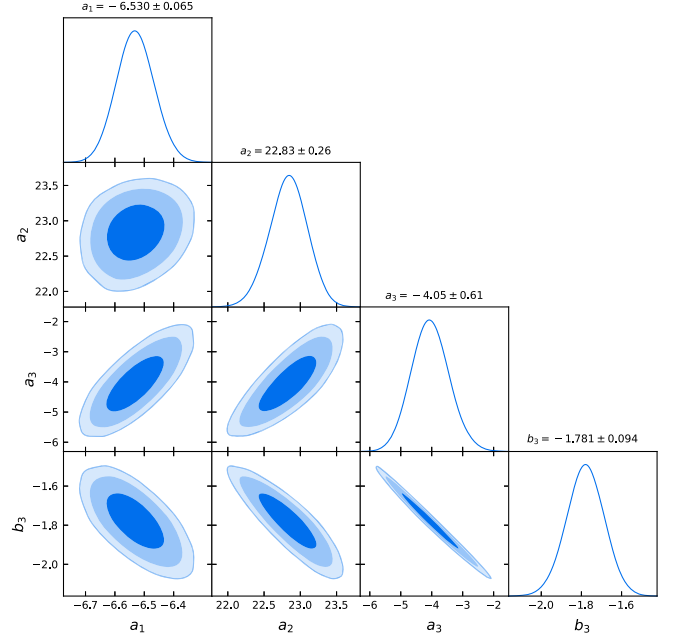 a₁ = −6.530 ± 0.065
a₂ = 22.83 ± 0.26
23.5
23.0
22.5
22.0
a₂
a₃ = −4.05 ± 0.61
−2
−3
−4
−5
−6
a₃
b₃ = −1.781 ± 0.094
−1.6
−1.8
−2.0
b₃
−6.7 −6.6 −6.5 −6.4 22.0 22.5 23.0 23.5 −6 −5 −4 −3 −2 −2.0 −1.8 −1.6
a₁ a₂ a₃ b₃